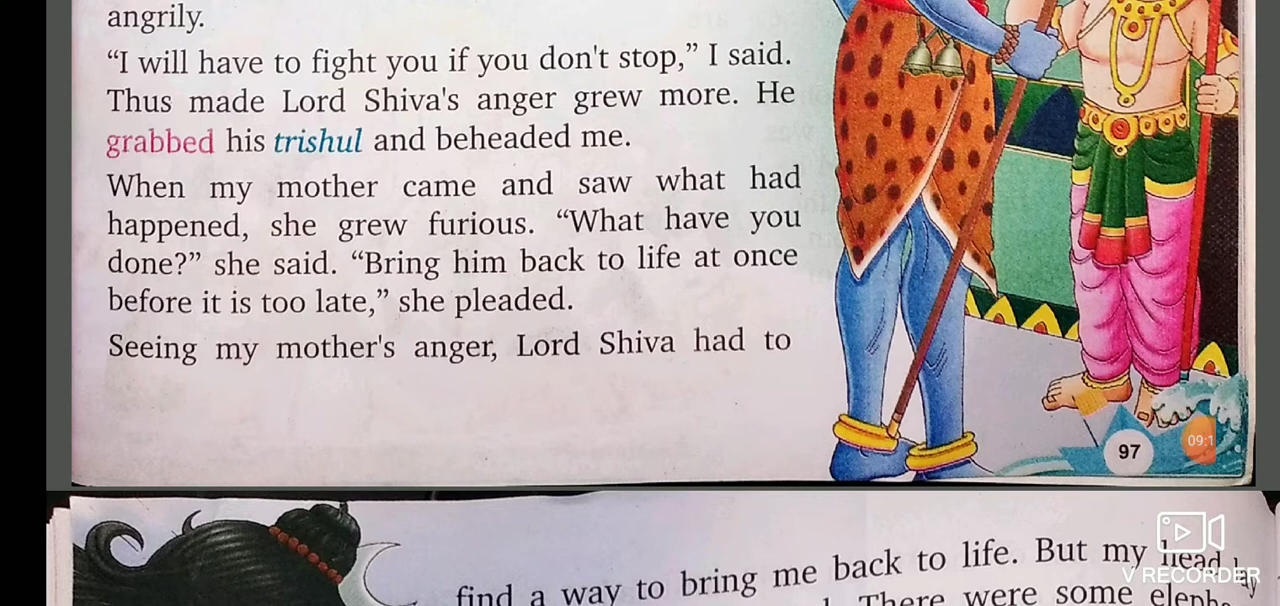 angrily.
“I will have to fight you if you don't stop,” I said.
Thus made Lord Shiva's anger grew more. He
grabbed his trishul and beheaded me.
When my mother came and saw what had
happened, she grew furious. “What have you
done?” she said. “Bring him back to life at once
before it is too late,” she pleaded.
Seeing my mother's anger, Lord Shiva had to
97
09:1
find a way to bring me back to life. But my head
There were some
V RECORDER